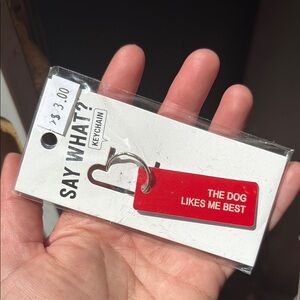 S$ 3.00
SAY WHAT?
KEYCHAIN
THE DOG
LIKES ME BEST